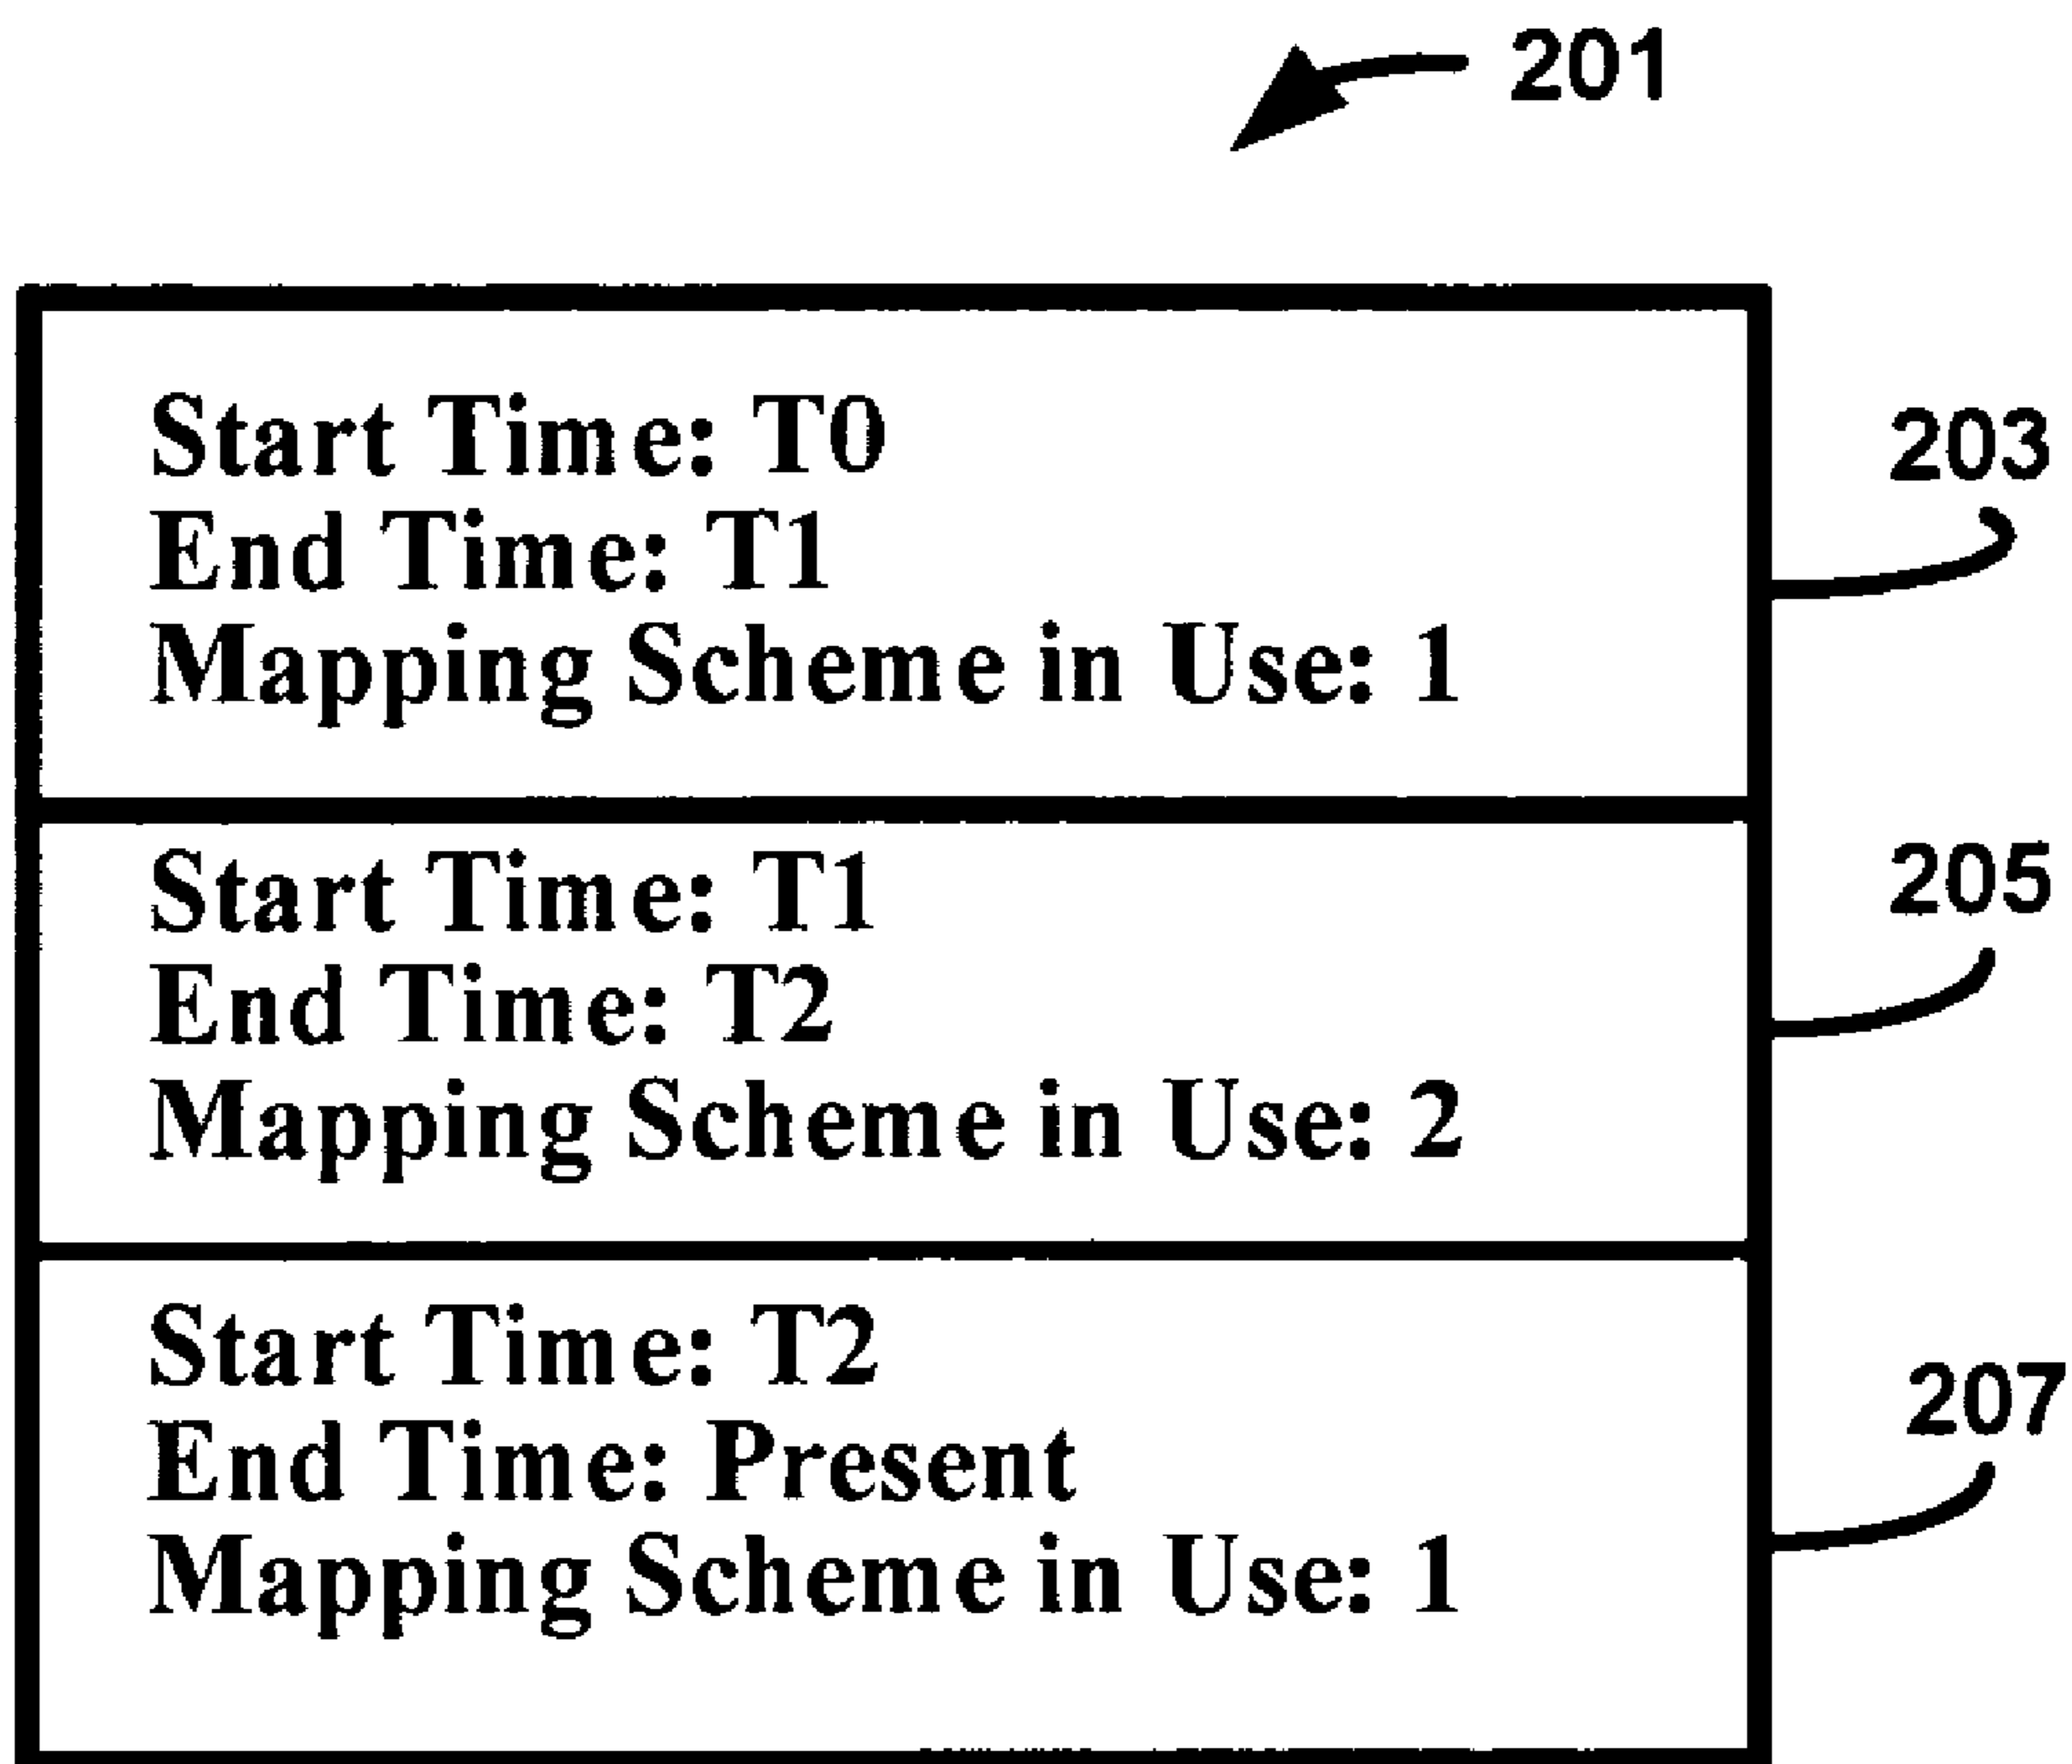 201
Start Time: T0
End Time: T1
Mapping Scheme in Use: 1
203
Start Time: T1
End Time: T2
Mapping Scheme in Use: 2
205
Start Time: T2
End Time: Present
Mapping Scheme in Use: 1
207